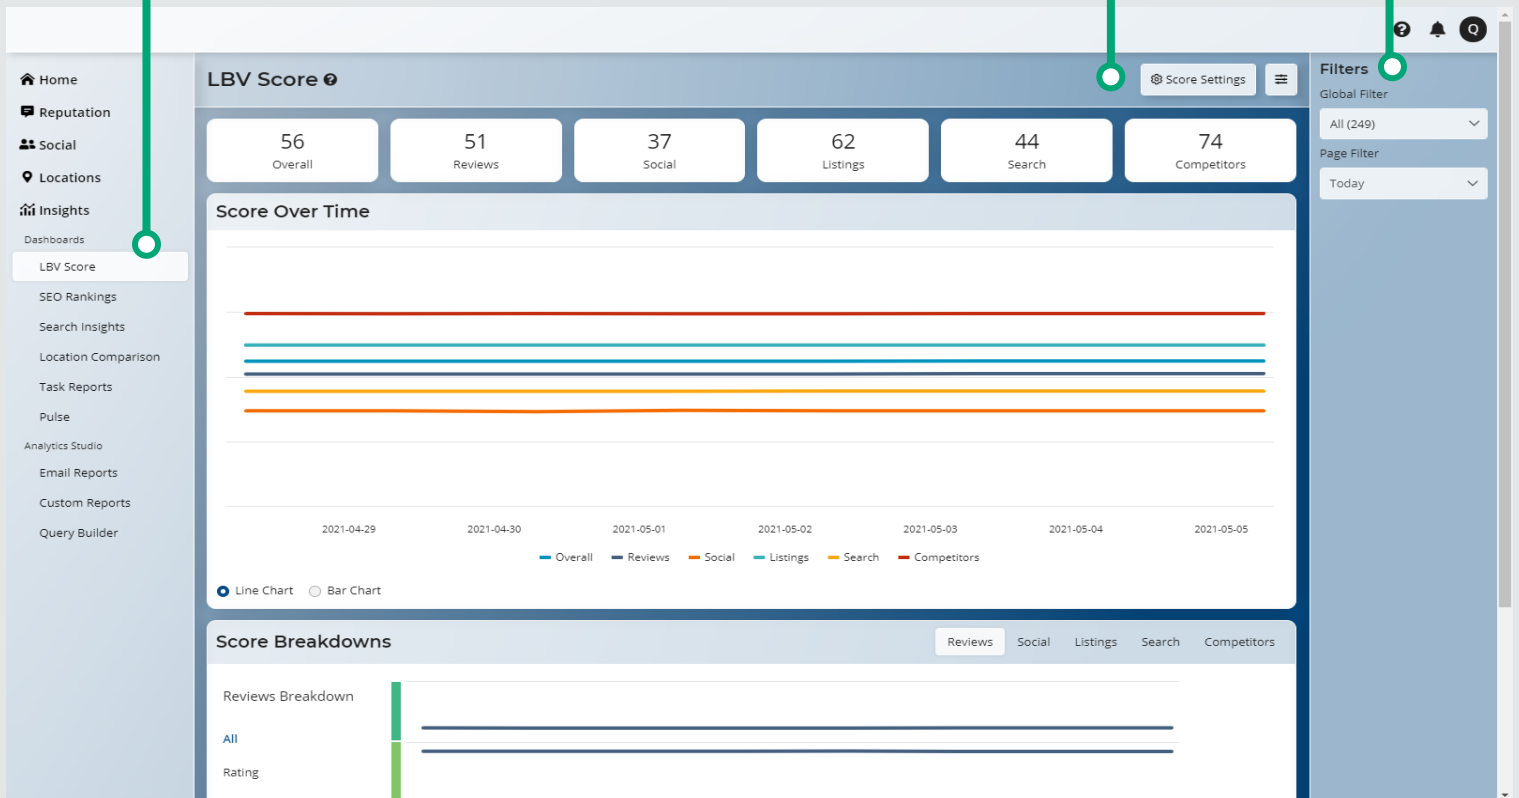 Q
Home
Reputation
Social
Locations
Insights
Dashboards
LBV Score
SEO Rankings
Search Insights
Location Comparison
Task Reports
Pulse
Analytics Studio
Email Reports
Custom Reports
Query Builder
LBV Score
Score Settings
56
Overall
51
Reviews
37
Social
62
Listings
44
Search
74
Competitors
Score Over Time
2021-04-29 2021-04-30 2021-05-01 2021-05-02 2021-05-03 2021-05-04 2021-05-05
Overall Reviews Social Listings Search Competitors
Line Chart Bar Chart
Score Breakdowns
Reviews Social Listings Search Competitors
Reviews Breakdown
All
Rating
Filters
Global Filter
All (249)
Page Filter
Today